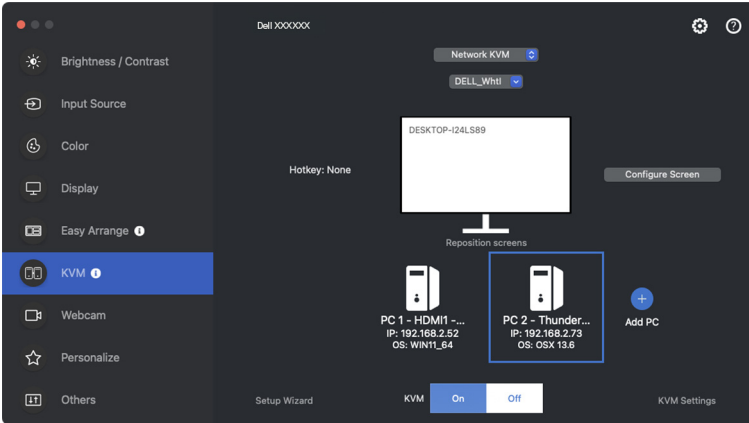 Dell XXXXXX
Brightness / Contrast
Input Source
Color
Display
Easy Arrange
KVM
Webcam
Personalize
Others
Network KVM
DELL_Whtl
DESKTOP-I24LS89
Hotkey: None
Configure Screen
Reposition screens
PC 1 - HDMI1 -...
IP: 192.168.2.52
OS: WIN11_64
PC 2 - Thunder...
IP: 192.168.2.73
OS: OSX 13.6
Add PC
Setup Wizard
KVM
On
Off
KVM Settings